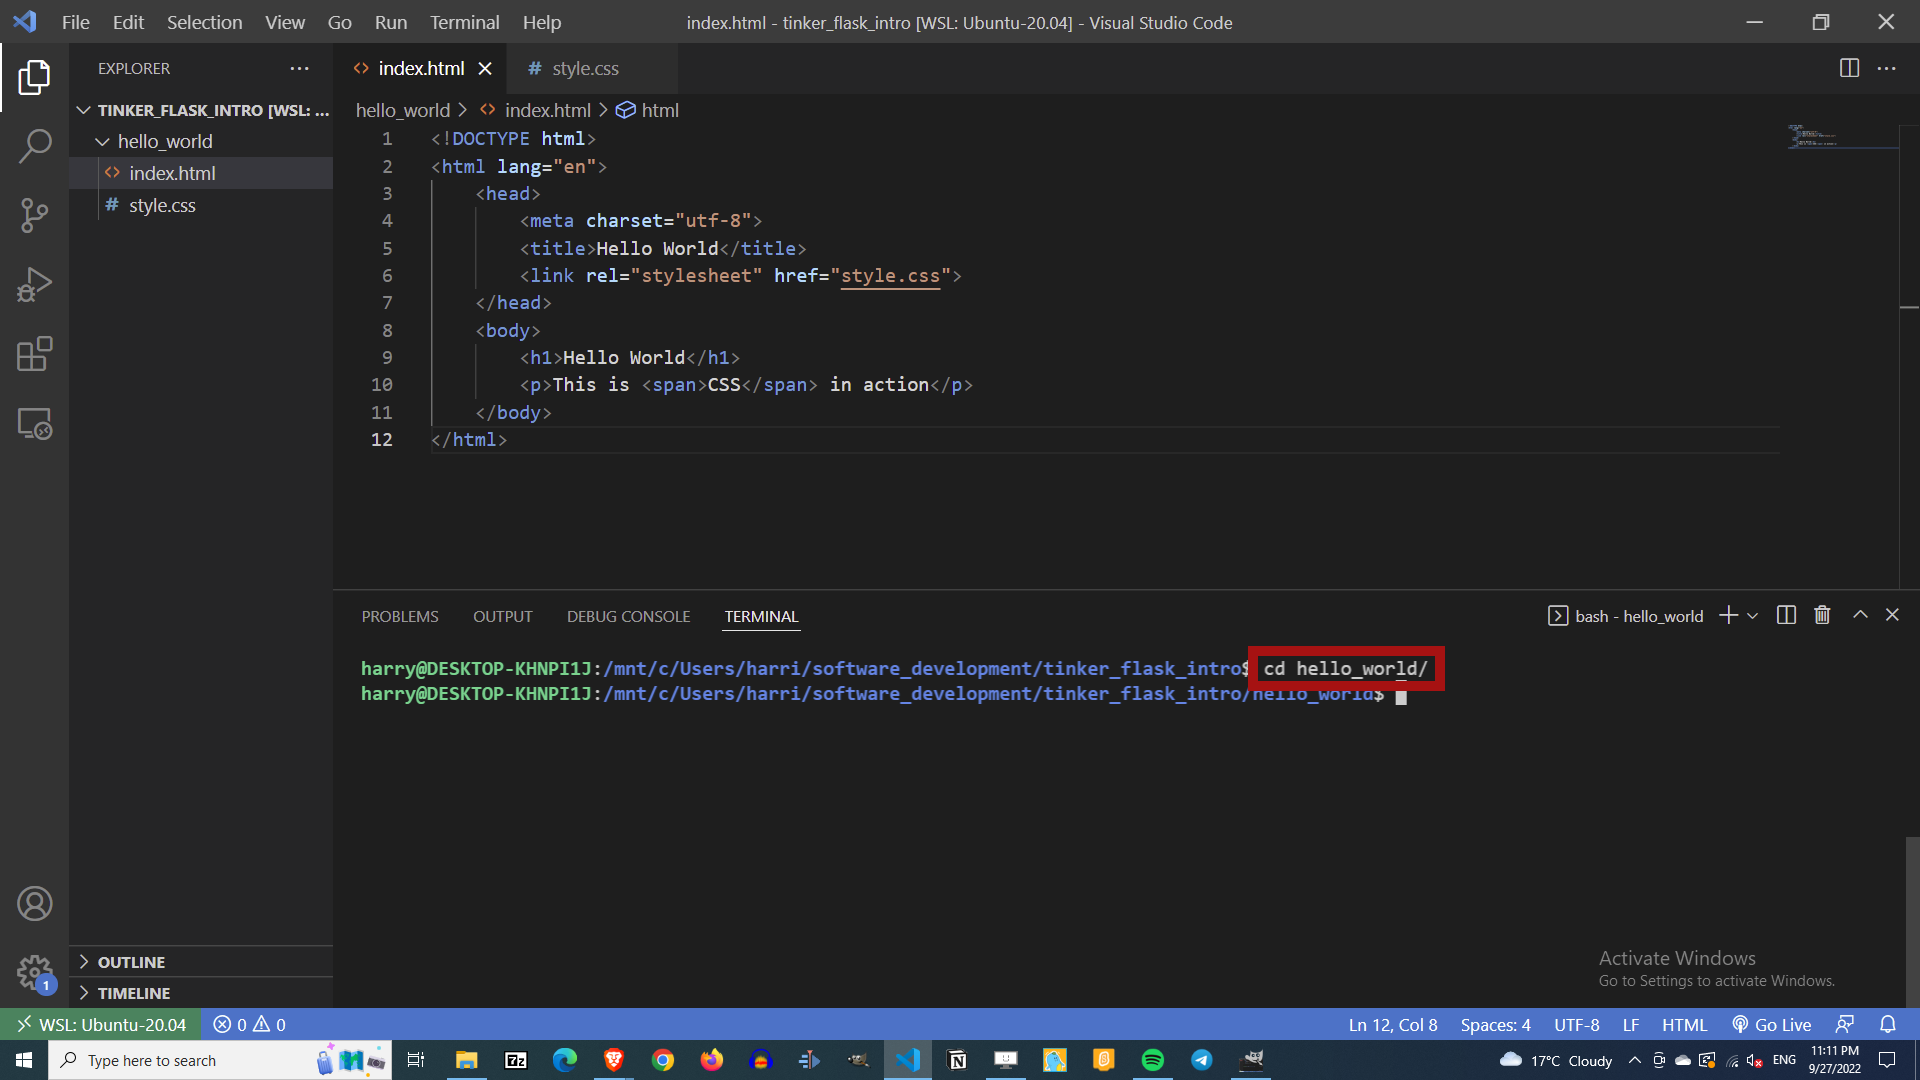 File Edit Selection View Go Run Terminal Help
index.html - tinker_flask_intro [WSL: Ubuntu-20.04] - Visual Studio Code
EXPLORER
TINKER_FLASK_INTRO [WSL: ...
hello_world
index.html
style.css
OUTLINE
TIMELINE
1
index.html
# style.css
hello_world > index.html > html
1 <!DOCTYPE html>
2 <html lang="en">
3 <head>
4 <meta charset="utf-8">
5 <title>Hello World</title>
6 <link rel="stylesheet" href="style.css">
7 </head>
8 <body>
9 <h1>Hello World</h1>
10 <p>This is <span>CSS</span> in action</p>
11 </body>
12 </html>
PROBLEMS OUTPUT DEBUG CONSOLE TERMINAL
bash - hello_world
harry@DESKTOP-KHNPI1J:/mnt/c/Users/harri/software_development/tinker_flask_intro$ cd hello_world/
harry@DESKTOP-KHNPI1J:/mnt/c/Users/harri/software_development/tinker_flask_intro/hello_world$
Activate Windows
Go to Settings to activate Windows.
WSL: Ubuntu-20.04 0 0
Ln 12, Col 8 Spaces: 4 UTF-8 LF HTML Go Live
Type here to search
7z
17°C Cloudy
ENG
11:11 PM
9/27/2022